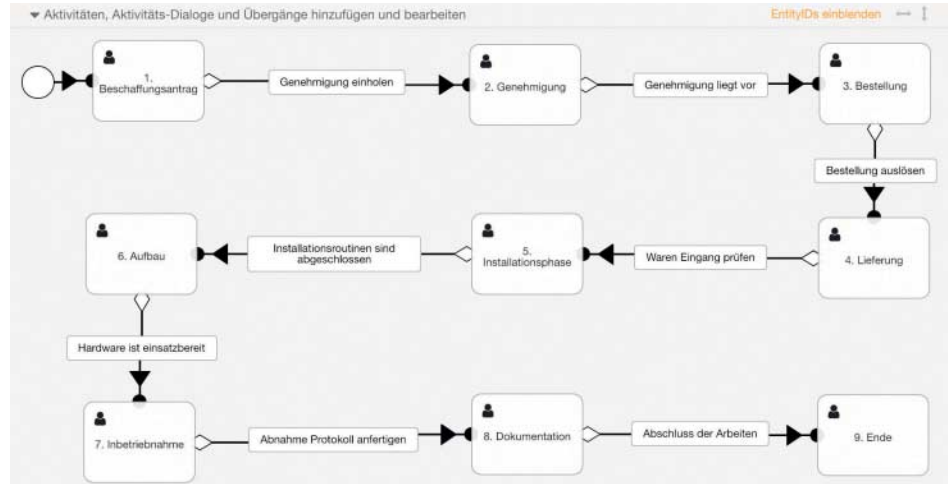 Aktivitäten, Aktivitäts-Dialoge und Übergänge hinzufügen und bearbeiten
EntityIDs einblenden
1.
Beschaffungsantrag
Genehmigung einholen
2. Genehmigung
Genehmigung liegt vor
3. Bestellung
Bestellung auslösen
4. Lieferung
Waren Eingang prüfen
5.
Installationsphase
Installationsroutinen sind
abgeschlossen
6. Aufbau
Hardware ist einsatzbereit
7. Inbetriebnahme
Abnahme Protokoll anfertigen
8. Dokumentation
Abschluss der Arbeiten
9. Ende